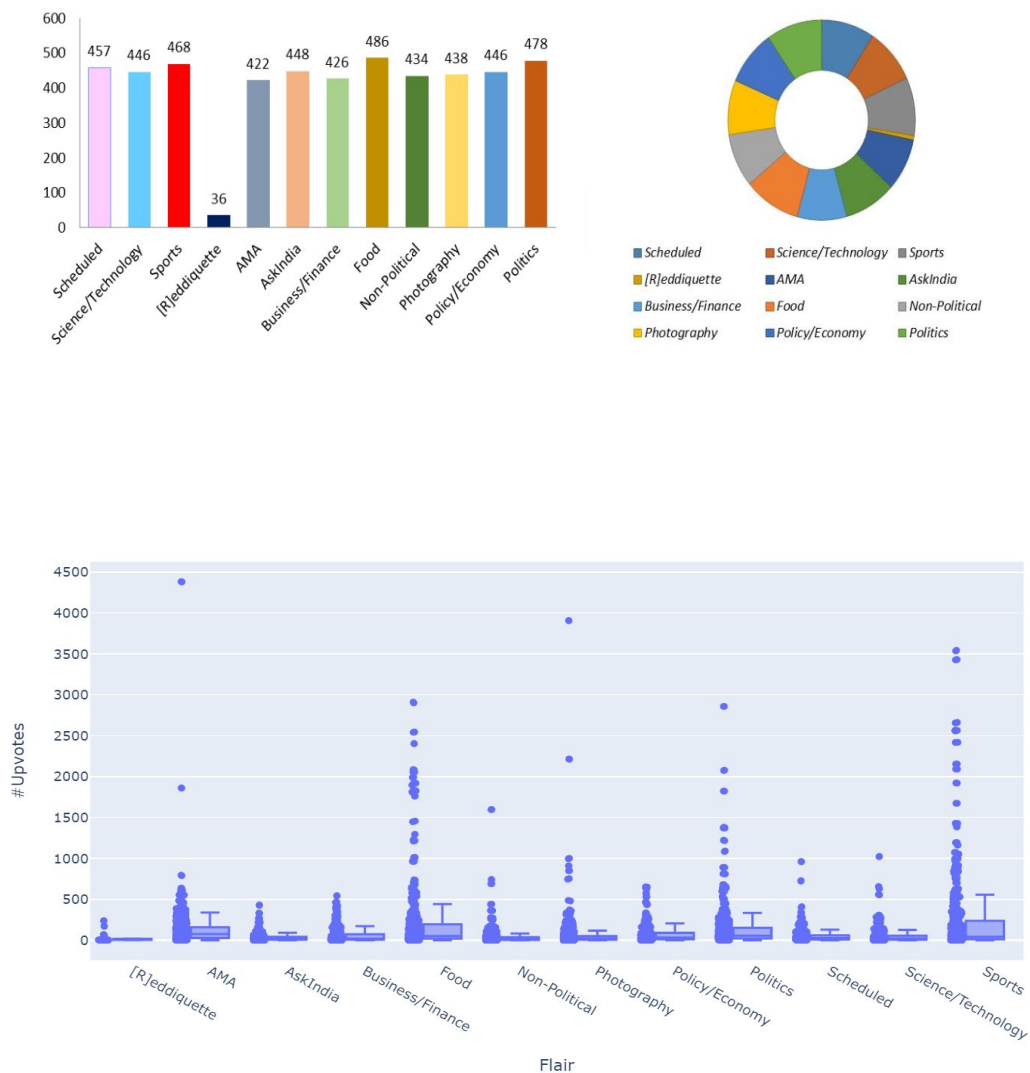 600
500
400
300
200
100
0
457
446
468
36
422
448
426
486
434
438
446
478
Scheduled
Science/Technology
Sports
[R]eddiquette
AMA
AskIndia
Business/Finance
Food
Non-Political
Photography
Policy/Economy
Politics
Scheduled Science/Technology Sports
[R]eddiquette AMA AskIndia
Business/Finance Food Non-Political
Photography Policy/Economy Politics
#Upvotes
4500
4000
3500
3000
2500
2000
1500
1000
500
0
[R]eddiquette
AMA
AskIndia
Business/Finance
Food
Non-Political
Photography
Policy/Economy
Politics
Scheduled
Science/Technology
Sports
Flair